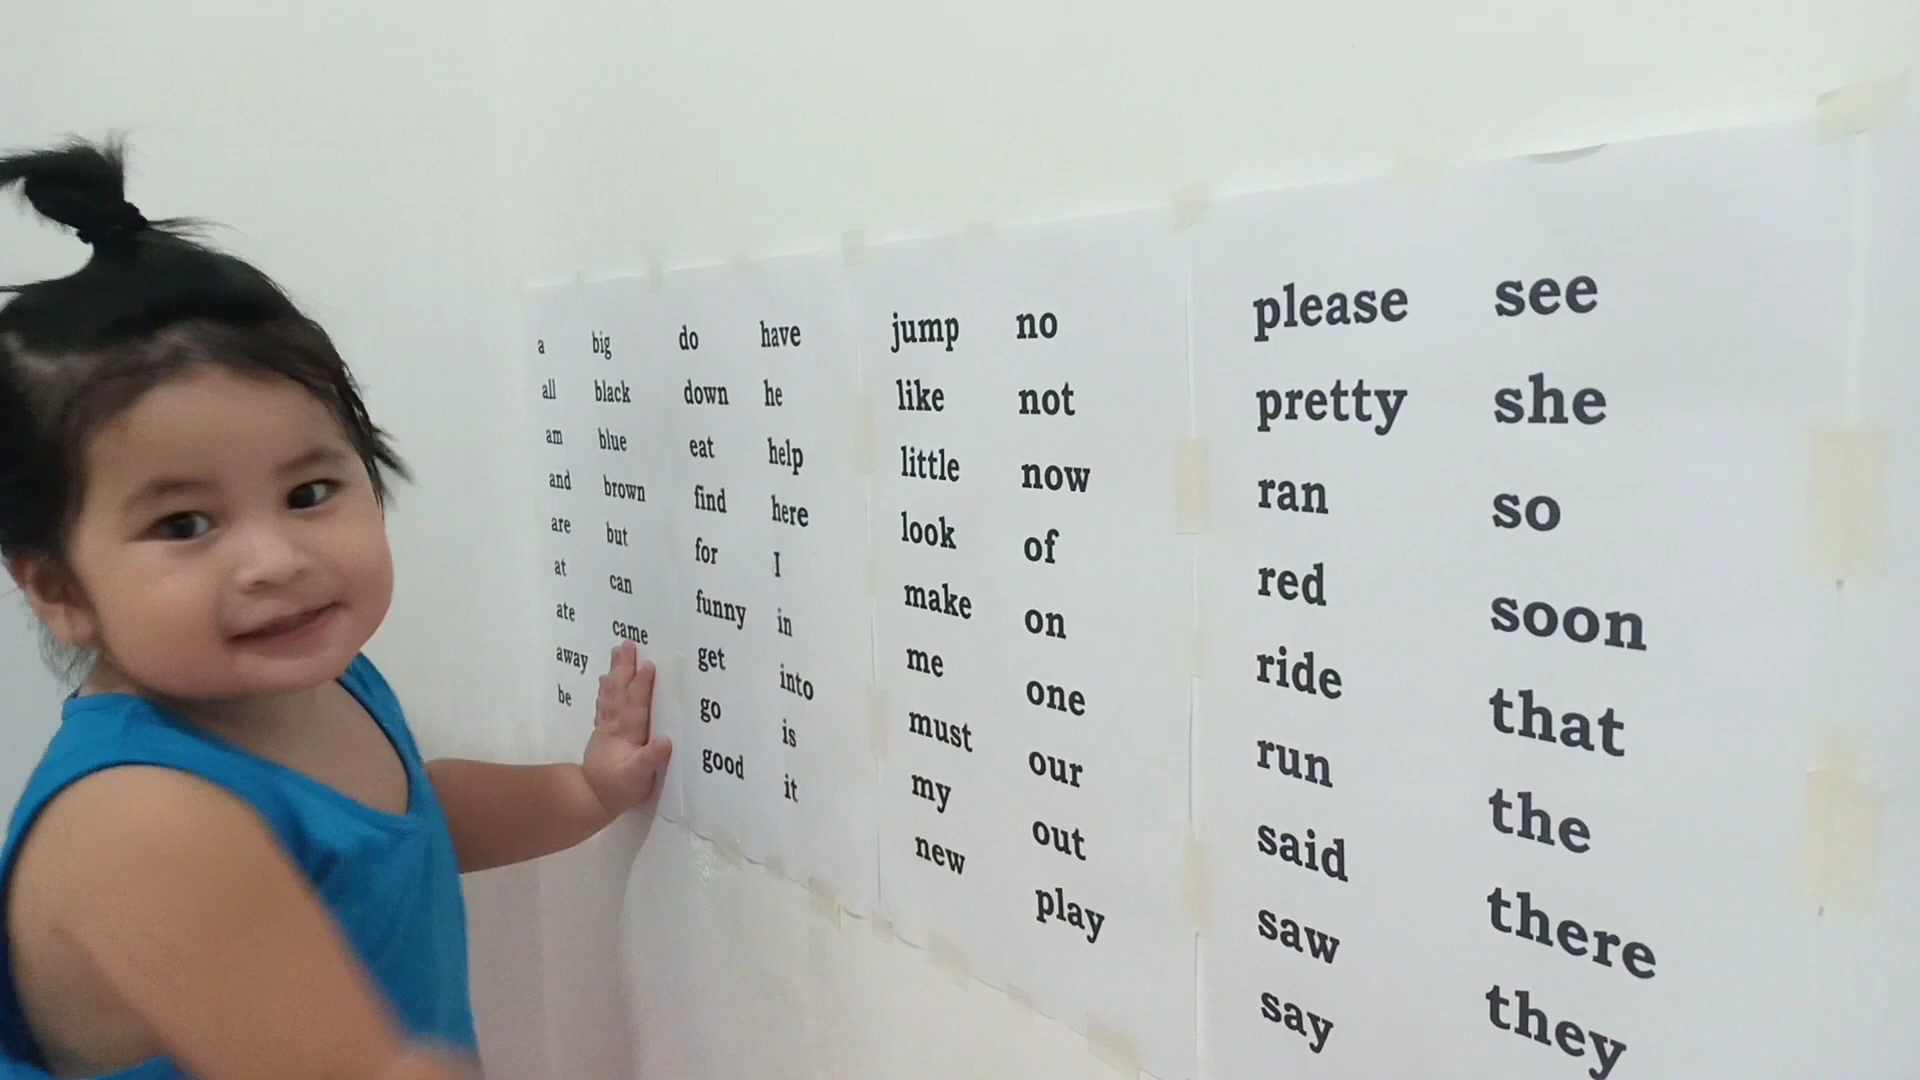 a big do have jump no please see
all black down he like not pretty she
am blue eat help little now ran so
and brown find here look of red soon
are but for I make on ride that
at can funny in me one run the
ate came get into must our said there
away go is my out saw they
be good it new play say